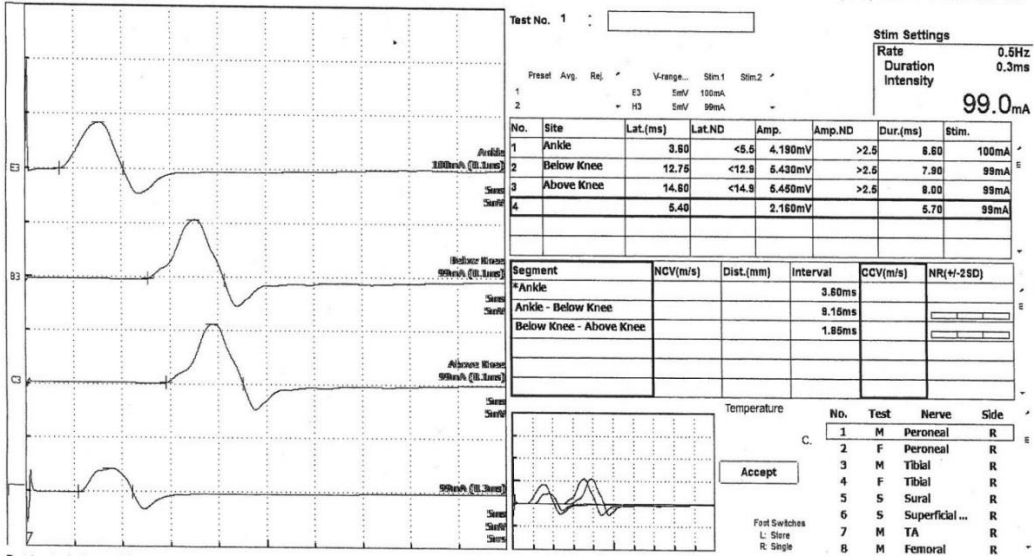 Test No. 1 :
Stim Settings
Rate 0.5Hz
Duration 0.3ms
Intensity
99.0mA
Preset Avg. Rej. V-range... Stim.1 Stim.2
1 E3 5mV 100mA
2 H3 5mV 99mA
No. Site Lat.(ms) Lat.ND Amp. Amp.ND Dur.(ms) Stim.
1 Ankle 3.60 <5.5 4.190mV >2.5 6.60 100mA
2 Below Knee 12.75 <12.9 5.430mV >2.5 7.90 99mA
3 Above Knee 14.60 <14.9 5.450mV >2.5 8.00 99mA
4 5.40 2.160mV 5.70 99mA
Segment NCV(m/s) Dist.(mm) Interval CCV(m/s) NR(+/-2SD)
*Ankle 3.60ms
Ankle - Below Knee 9.15ms
Below Knee - Above Knee 1.85ms
E3
Ankle
100mA (0.1ms)
5ms
5mV
B3
Below Knee
99mA (0.1ms)
5ms
5mV
C3
Above Knee
99mA (0.1ms)
5ms
5mV
99mA (0.3ms)
5ms
5mV
5ms
7
Temperature
C.
Accept
Foot Switches
L: Store
R: Single
No. Test Nerve Side
1 M Peroneal R
2 F Peroneal R
3 M Tibial R
4 F Tibial R
5 S Sural R
6 S Superficial ... R
7 M TA R
8 M Femoral R